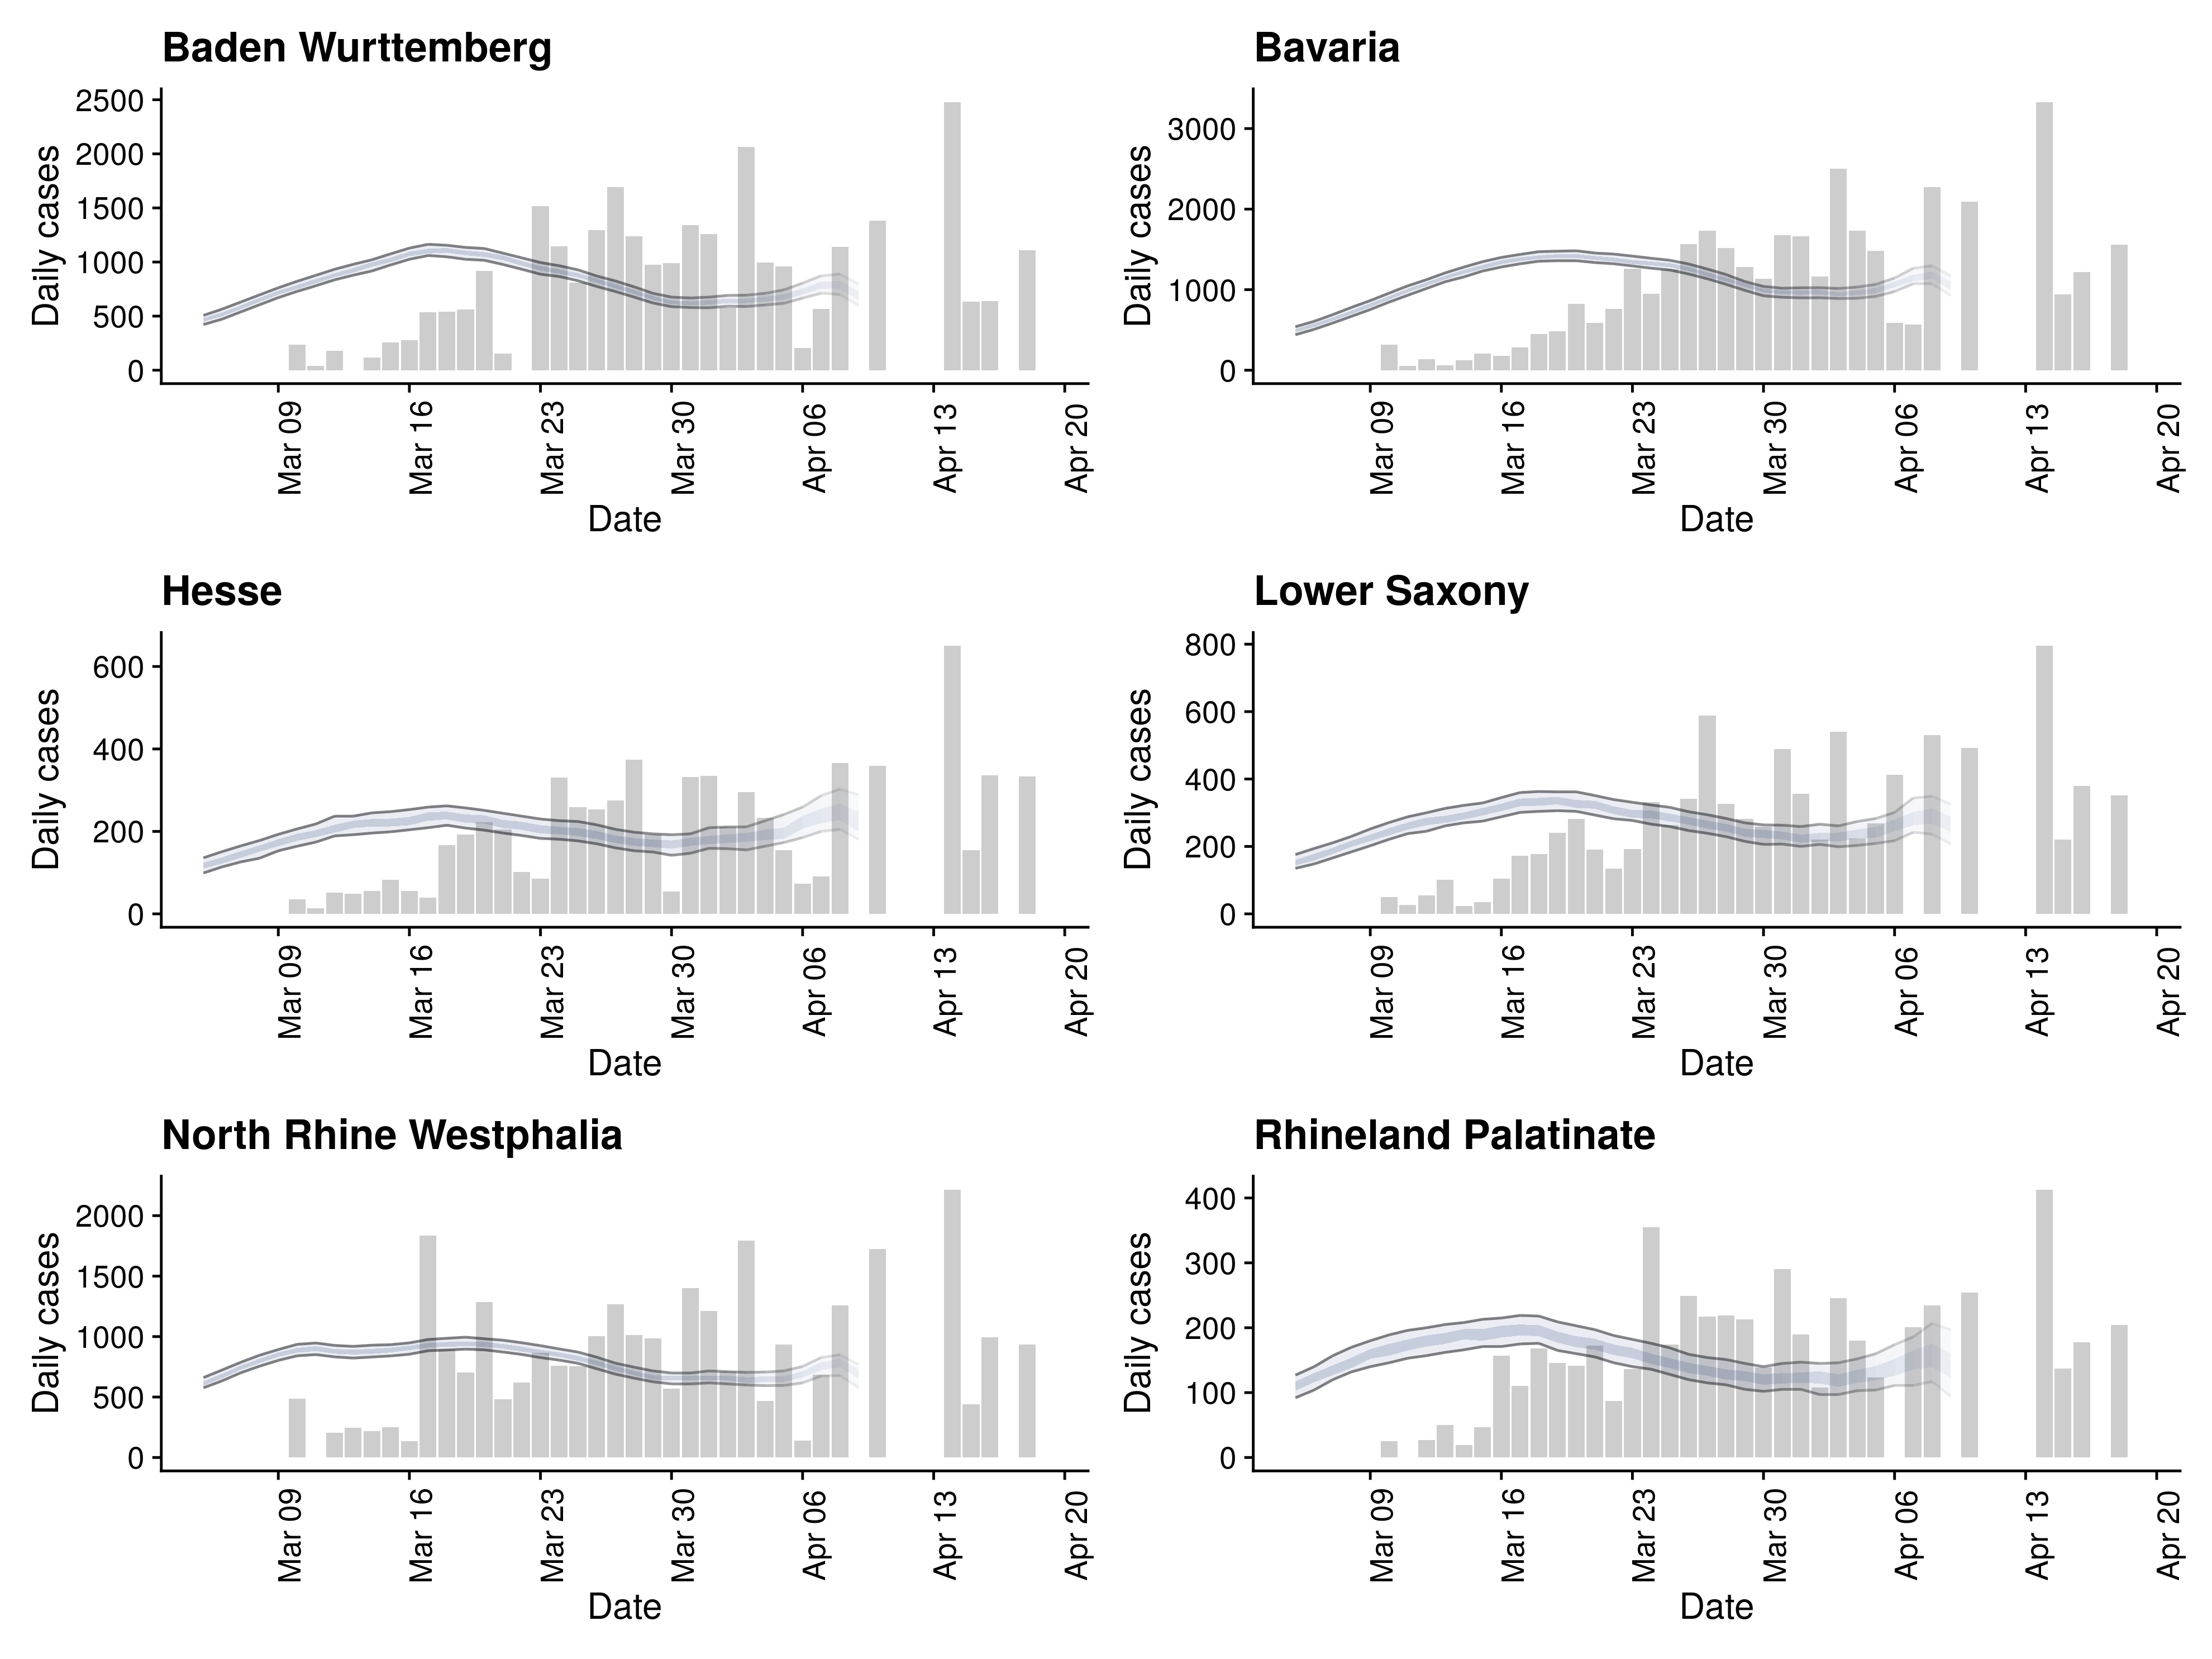 Baden Wurttemberg
Daily cases
2500
2000
1500
1000
500
0
Mar 09
Mar 16
Mar 23
Mar 30
Apr 06
Apr 13
Apr 20
Date
Bavaria
Daily cases
3000
2000
1000
0
Mar 09
Mar 16
Mar 23
Mar 30
Apr 06
Apr 13
Apr 20
Date
Hesse
Daily cases
600
400
200
0
Mar 09
Mar 16
Mar 23
Mar 30
Apr 06
Apr 13
Apr 20
Date
Lower Saxony
Daily cases
800
600
400
200
0
Mar 09
Mar 16
Mar 23
Mar 30
Apr 06
Apr 13
Apr 20
Date
North Rhine Westphalia
Daily cases
2000
1500
1000
500
0
Mar 09
Mar 16
Mar 23
Mar 30
Apr 06
Apr 13
Apr 20
Date
Rhineland Palatinate
Daily cases
400
300
200
100
0
Mar 09
Mar 16
Mar 23
Mar 30
Apr 06
Apr 13
Apr 20
Date